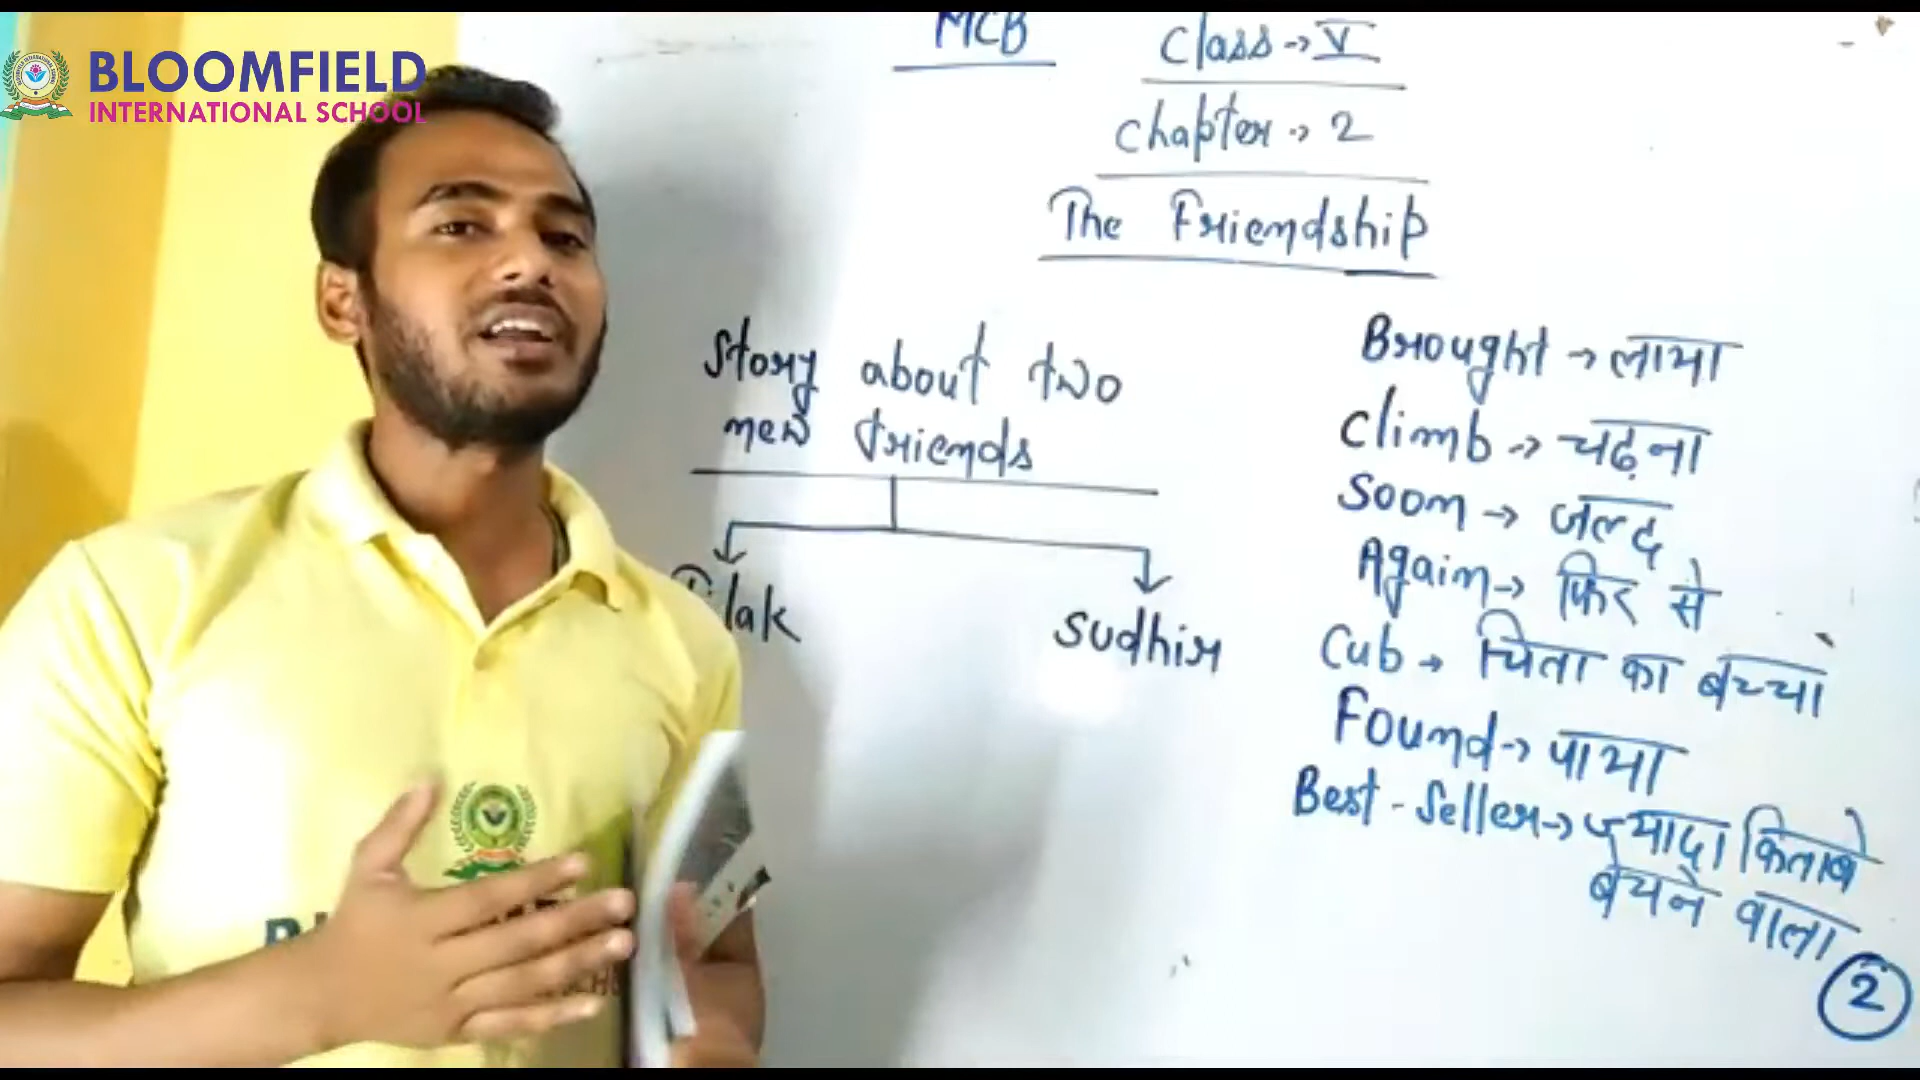 BLOOMFIELD
INTERNATIONAL SCHOOL
MCB
Class → V
Chapter → 2
The Friendship
Story about two
new friends
Sudhir
Brought → लाया
Climb → चढ़ना
Soon → जल्द
Again → फिर से
Cub → चिता का बच्चा
Found → पाया
Best-Seller → ज्यादा किताबे
बेचने वाला
2